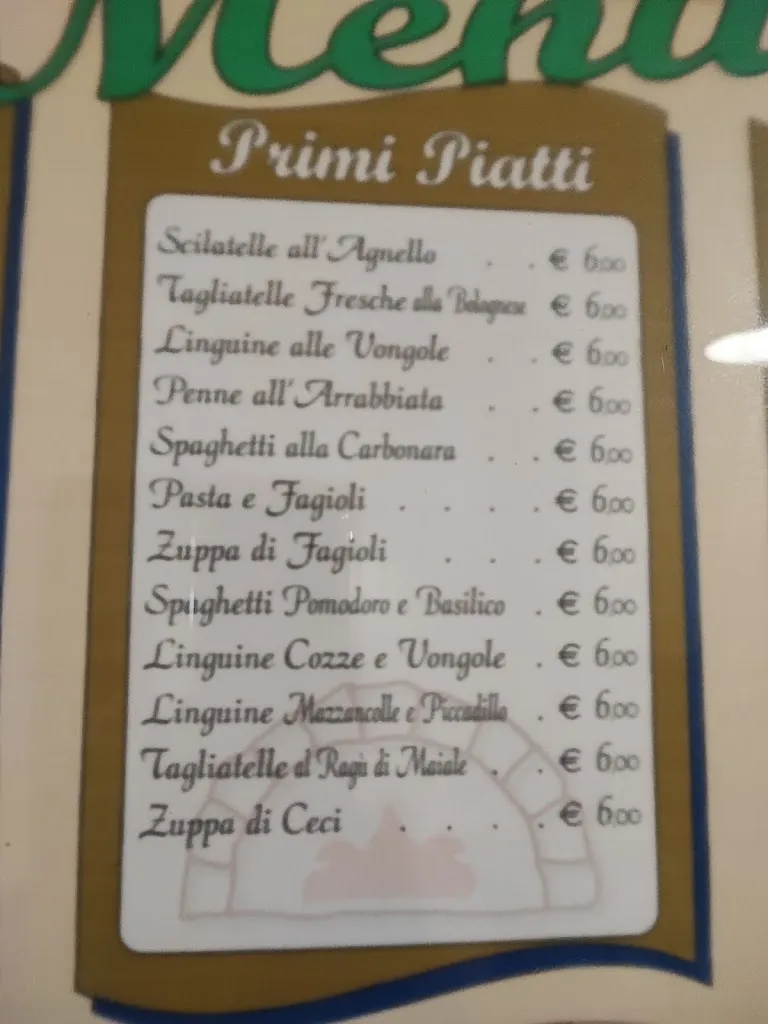 Menu
Primi Piatti
Scilatelle all'Agnello . . € 6,00
Tagliatelle Fresche alla Bolognese € 6,00
Linguine alle Vongole . . € 6,00
Penne all'Arrabbiata . . € 6,00
Spaghetti alla Carbonara . . € 6,00
Pasta e Fagioli . . . . € 6,00
Zuppa di Fagioli . . . € 6,00
Spaghetti Pomodoro e Basilico . € 6,00
Linguine Cozze e Vongole . € 6,00
Linguine Mazzancolle e Piccadillo . € 6,00
Tagliatelle al Ragù di Maiale . . € 6,00
Zuppa di Ceci . . . . € 6,00